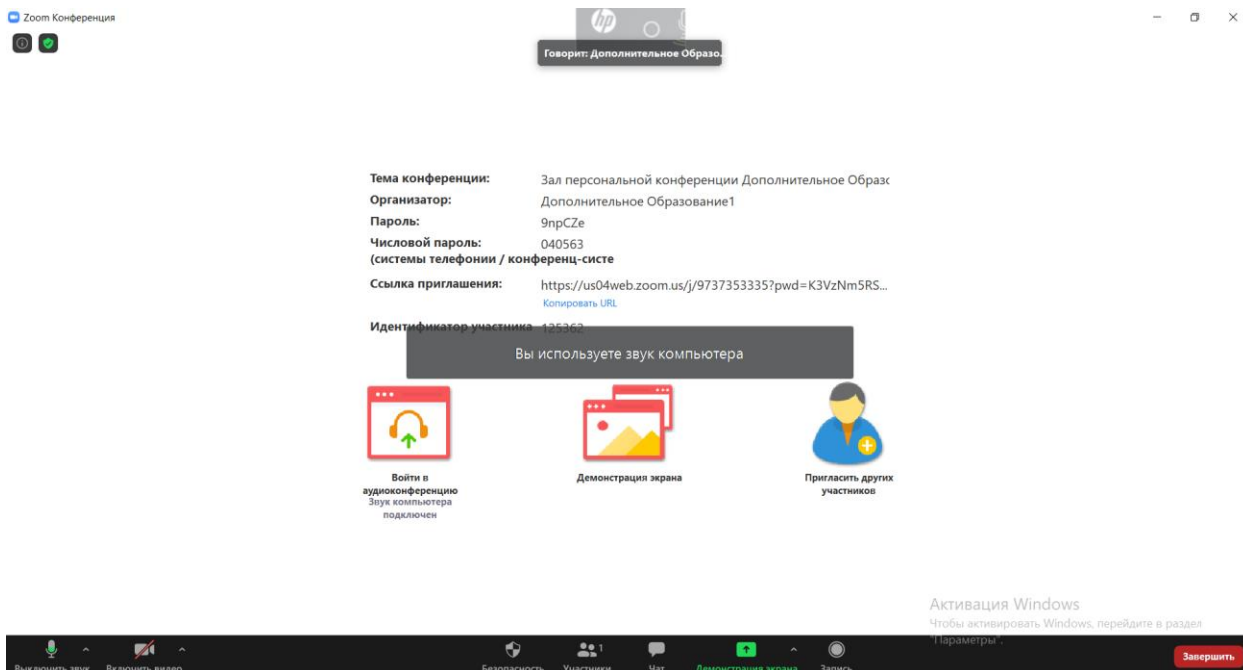 Zoom Конференция
hp
Говорит: Дополнительное Образо...
Тема конференции: Зал персональной конференции Дополнительное Образс
Организатор: Дополнительное Образование1
Пароль: 9npCZe
Числовой пароль: 040563
(системы телефонии / конференц-систе
Ссылка приглашения: https://us04web.zoom.us/j/9737353335?pwd=K3VzNm5RS...
Копировать URL
Идентификатор участника 125362
Вы используете звук компьютера
Войти в
аудиоконференцию
Звук компьютера
подключен
Демонстрация экрана
Пригласить других
участников
Активация Windows
Чтобы активировать Windows, перейдите в раздел
"Параметры".
Выключить звук Включить видео Безопасность Участники 1 Чат Демонстрация экрана Запись Завершить